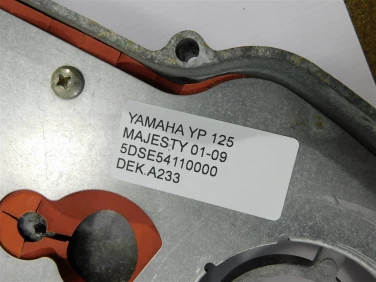 YAMAHA YP 125
MAJESTY 01-09
5DSE54110000
DEK.A233